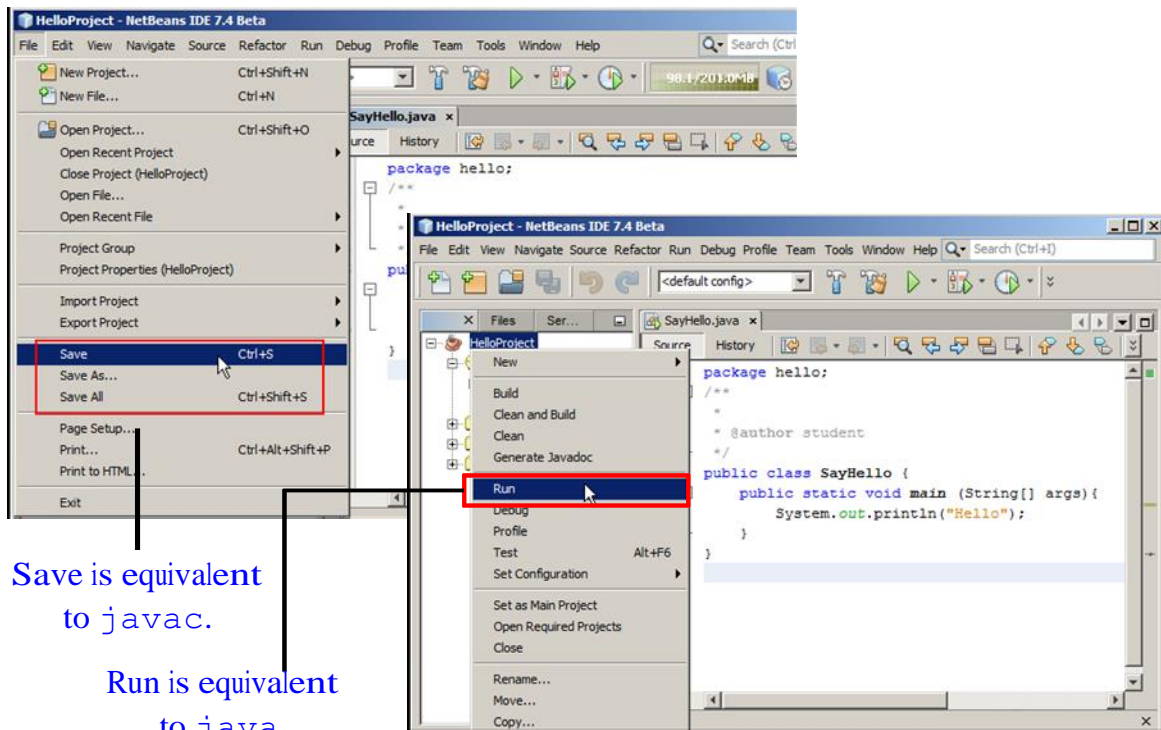 HelloProject - NetBeans IDE 7.4 Beta
File Edit View Navigate Source Refactor Run Debug Profile Team Tools Window Help
Search (Ctrl
New Project... Ctrl+Shift+N
New File... Ctrl+N
98.1/201.0MB
Open Project... Ctrl+Shift+O
Open Recent Project
Close Project (HelloProject)
Open File...
Open Recent File
Project Group
Project Properties (HelloProject)
Import Project
Export Project
Save Ctrl+S
Save As...
Save All Ctrl+Shift+S
Page Setup...
Print... Ctrl+Alt+Shift+P
Print to HTML...
Exit
SayHello.java x
urce History
package hello;
/**
*
*
*
pu
}
HelloProject - NetBeans IDE 7.4 Beta
File Edit View Navigate Source Refactor Run Debug Profile Team Tools Window Help
Search (Ctrl+I)
<default config>
x Files Ser...
SayHello.java x
HelloProject
Source History
New
Build
Clean and Build
Clean
Generate Javadoc
Run
Debug
Profile
Test Alt+F6
Set Configuration
Set as Main Project
Open Required Projects
Close
Rename...
Move...
Copy...
package hello;
/**
*
* @author student
*/
public class SayHello {
public static void main (String[] args){
System.out.println("Hello");
}
}
Save is equivalent
to javac.
Run is equivalent
to java